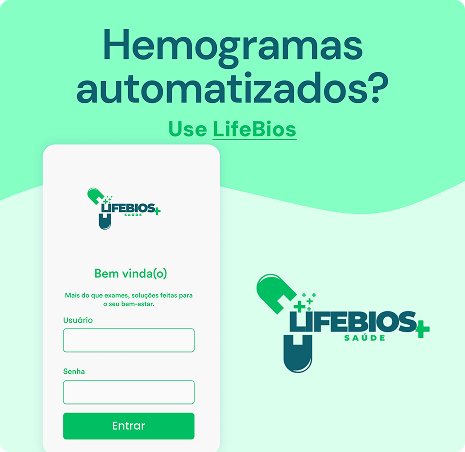 Hemogramas
automatizados?
Use LifeBios
LIFEBIOS+
SAÚDE
Bem vinda(o)
Mais do que exames, soluções feitas para
o seu bem-estar.
Usuário
Senha
Entrar
LIFEBIOS+
SAÚDE